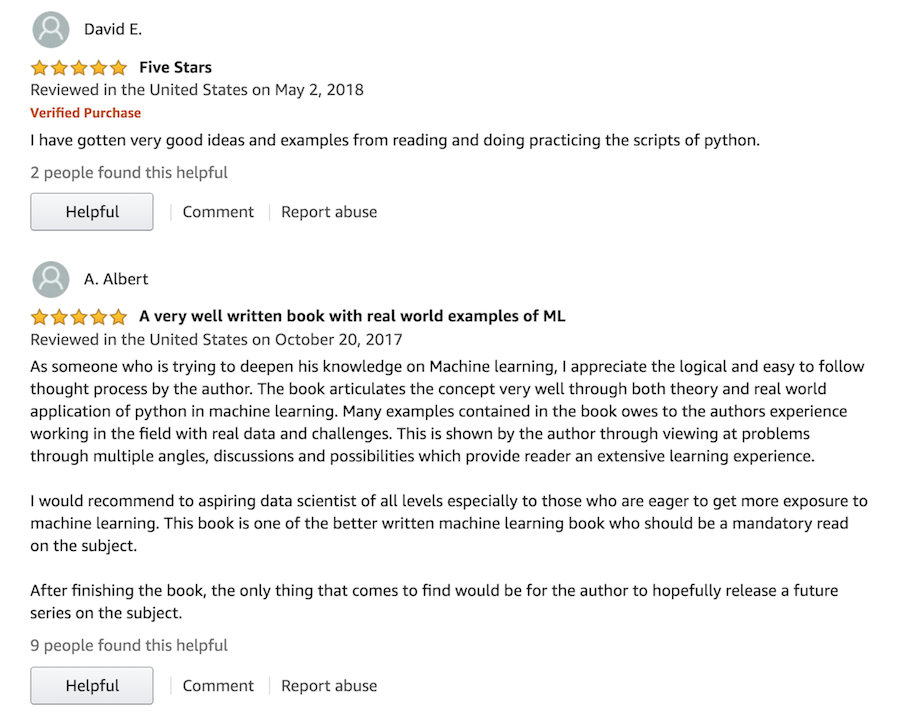 David E.
Five Stars
Reviewed in the United States on May 2, 2018
Verified Purchase
I have gotten very good ideas and examples from reading and doing practicing the scripts of python.
2 people found this helpful
Helpful Comment Report abuse
A. Albert
A very well written book with real world examples of ML
Reviewed in the United States on October 20, 2017
As someone who is trying to deepen his knowledge on Machine learning, I appreciate the logical and easy to follow
thought process by the author. The book articulates the concept very well through both theory and real world
application of python in machine learning. Many examples contained in the book owes to the authors experience
working in the field with real data and challenges. This is shown by the author through viewing at problems
through multiple angles, discussions and possibilities which provide reader an extensive learning experience.
I would recommend to aspiring data scientist of all levels especially to those who are eager to get more exposure to
machine learning. This book is one of the better written machine learning book who should be a mandatory read
on the subject.
After finishing the book, the only thing that comes to find would be for the author to hopefully release a future
series on the subject.
9 people found this helpful
Helpful Comment Report abuse